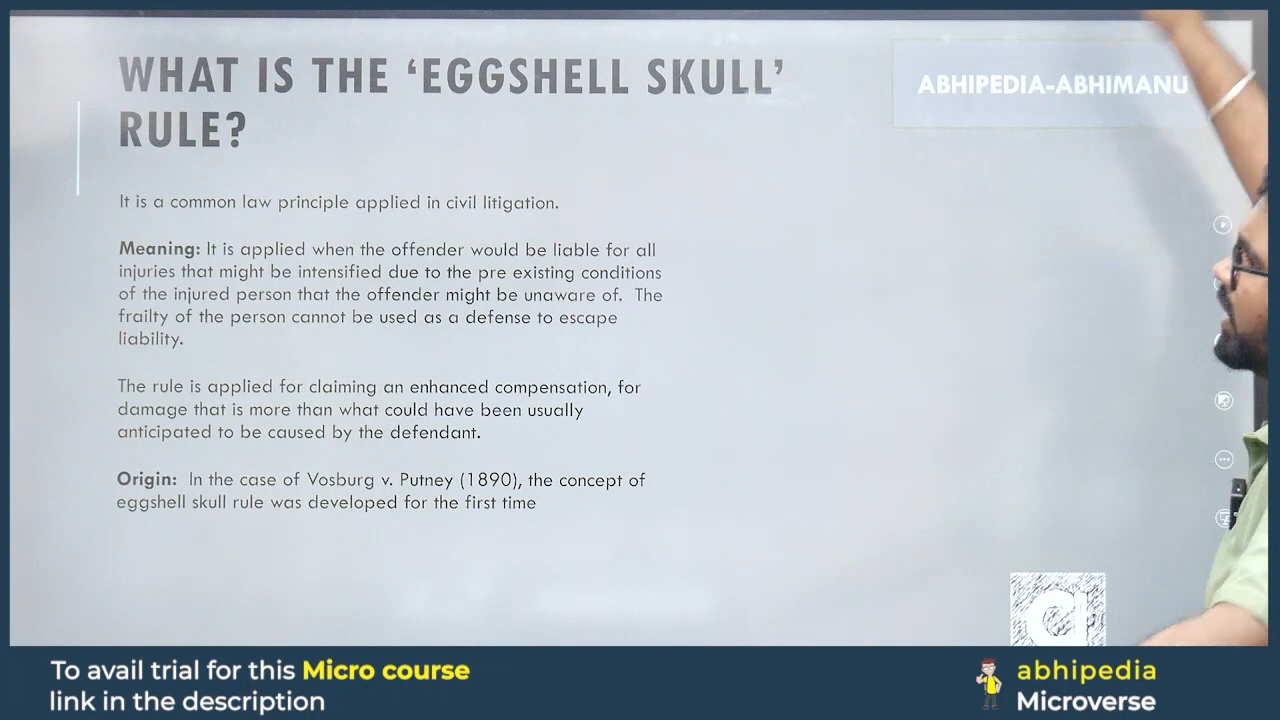 WHAT IS THE ‘EGGSHELL SKULL’
RULE?
ABHIPEDIA-ABHIMANU
It is a common law principle applied in civil litigation.
Meaning: It is applied when the offender would be liable for all
injuries that might be intensified due to the pre existing conditions
of the injured person that the offender might be unaware of. The
frailty of the person cannot be used as a defense to escape
liability.
The rule is applied for claiming an enhanced compensation, for
damage that is more than what could have been usually
anticipated to be caused by the defendant.
Origin: In the case of Vosburg v. Putney (1890), the concept of
eggshell skull rule was developed for the first time
To avail trial for this Micro course
link in the description
abhipedia
Microverse